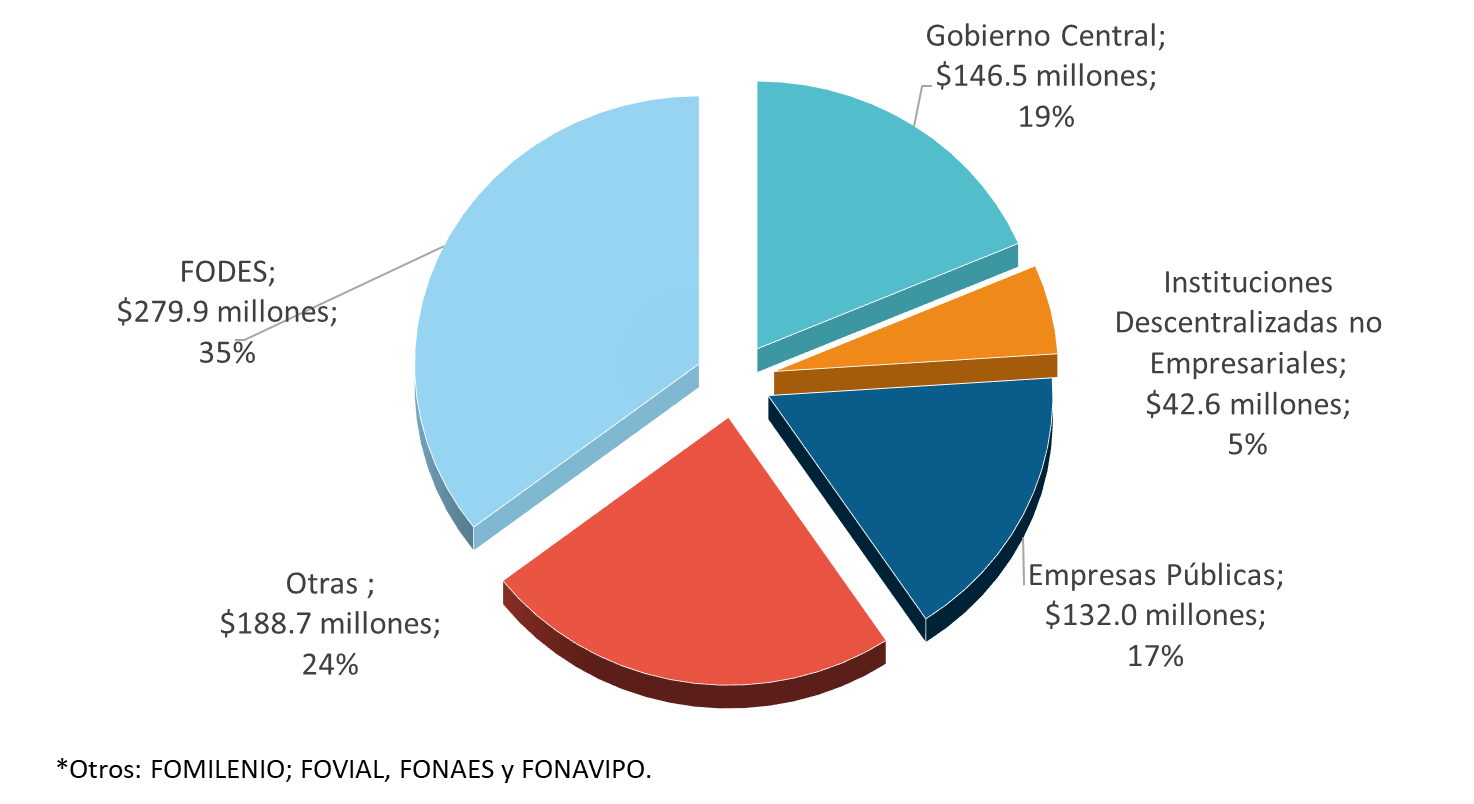 Gobierno Central;
$146.5 millones;
19%
Instituciones
Descentralizadas no
Empresariales;
$42.6 millones;
5%
Empresas Públicas;
$132.0 millones;
17%
Otras ;
$188.7 millones;
24%
FODES;
$279.9 millones;
35%
*Otros: FOMILENIO; FOVIAL, FONAES y FONAVIPO.